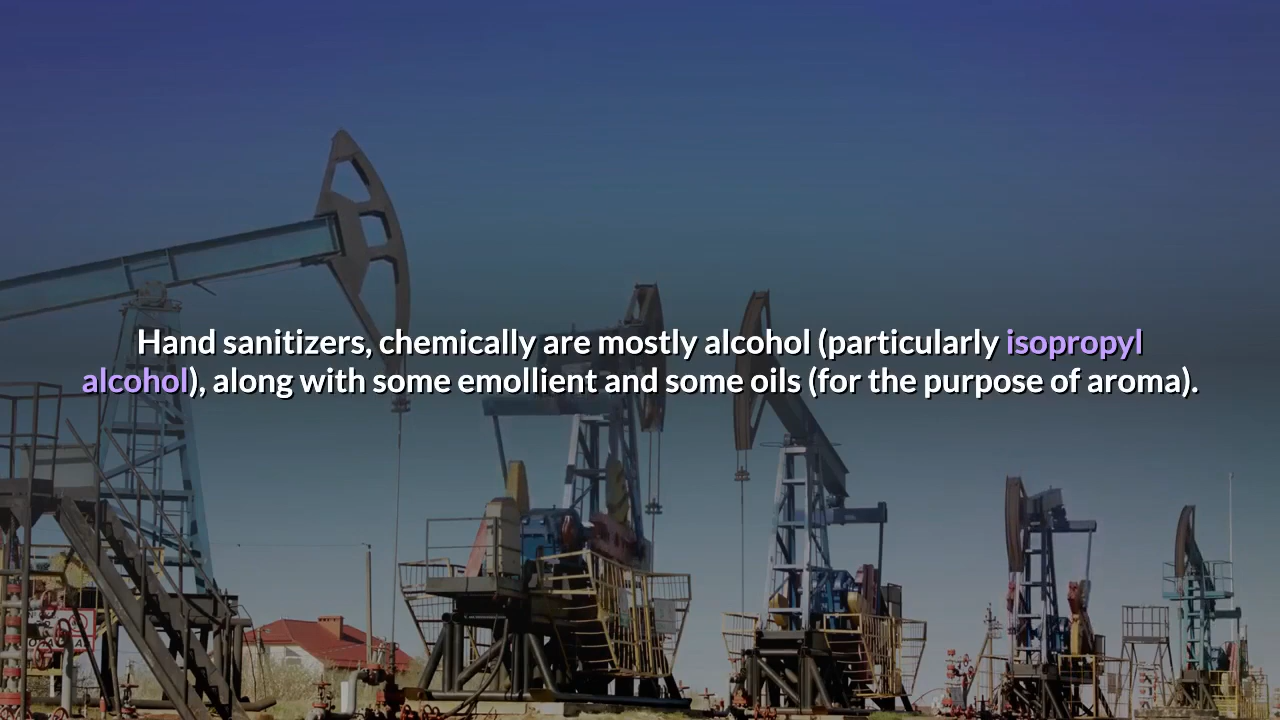 Hand sanitizers, chemically are mostly alcohol (particularly isopropyl
alcohol), along with some emollient and some oils (for the purpose of aroma).